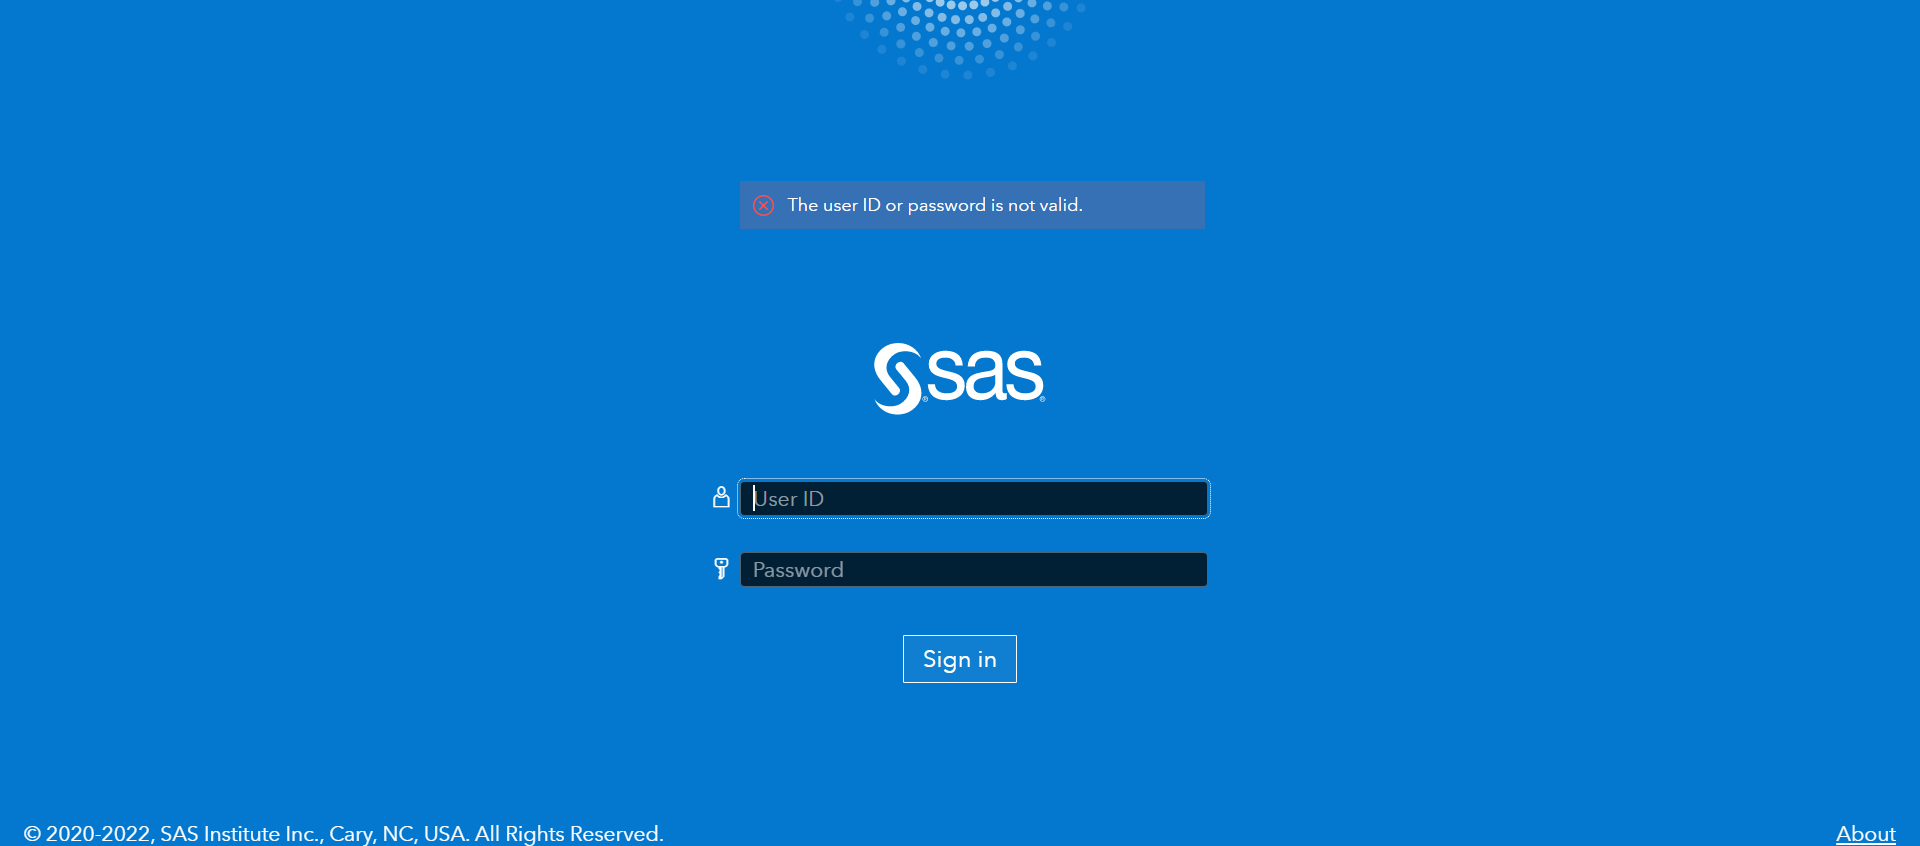 The user ID or password is not valid.
sas
User ID
Password
Sign in
© 2020-2022, SAS Institute Inc., Cary, NC, USA. All Rights Reserved.
About